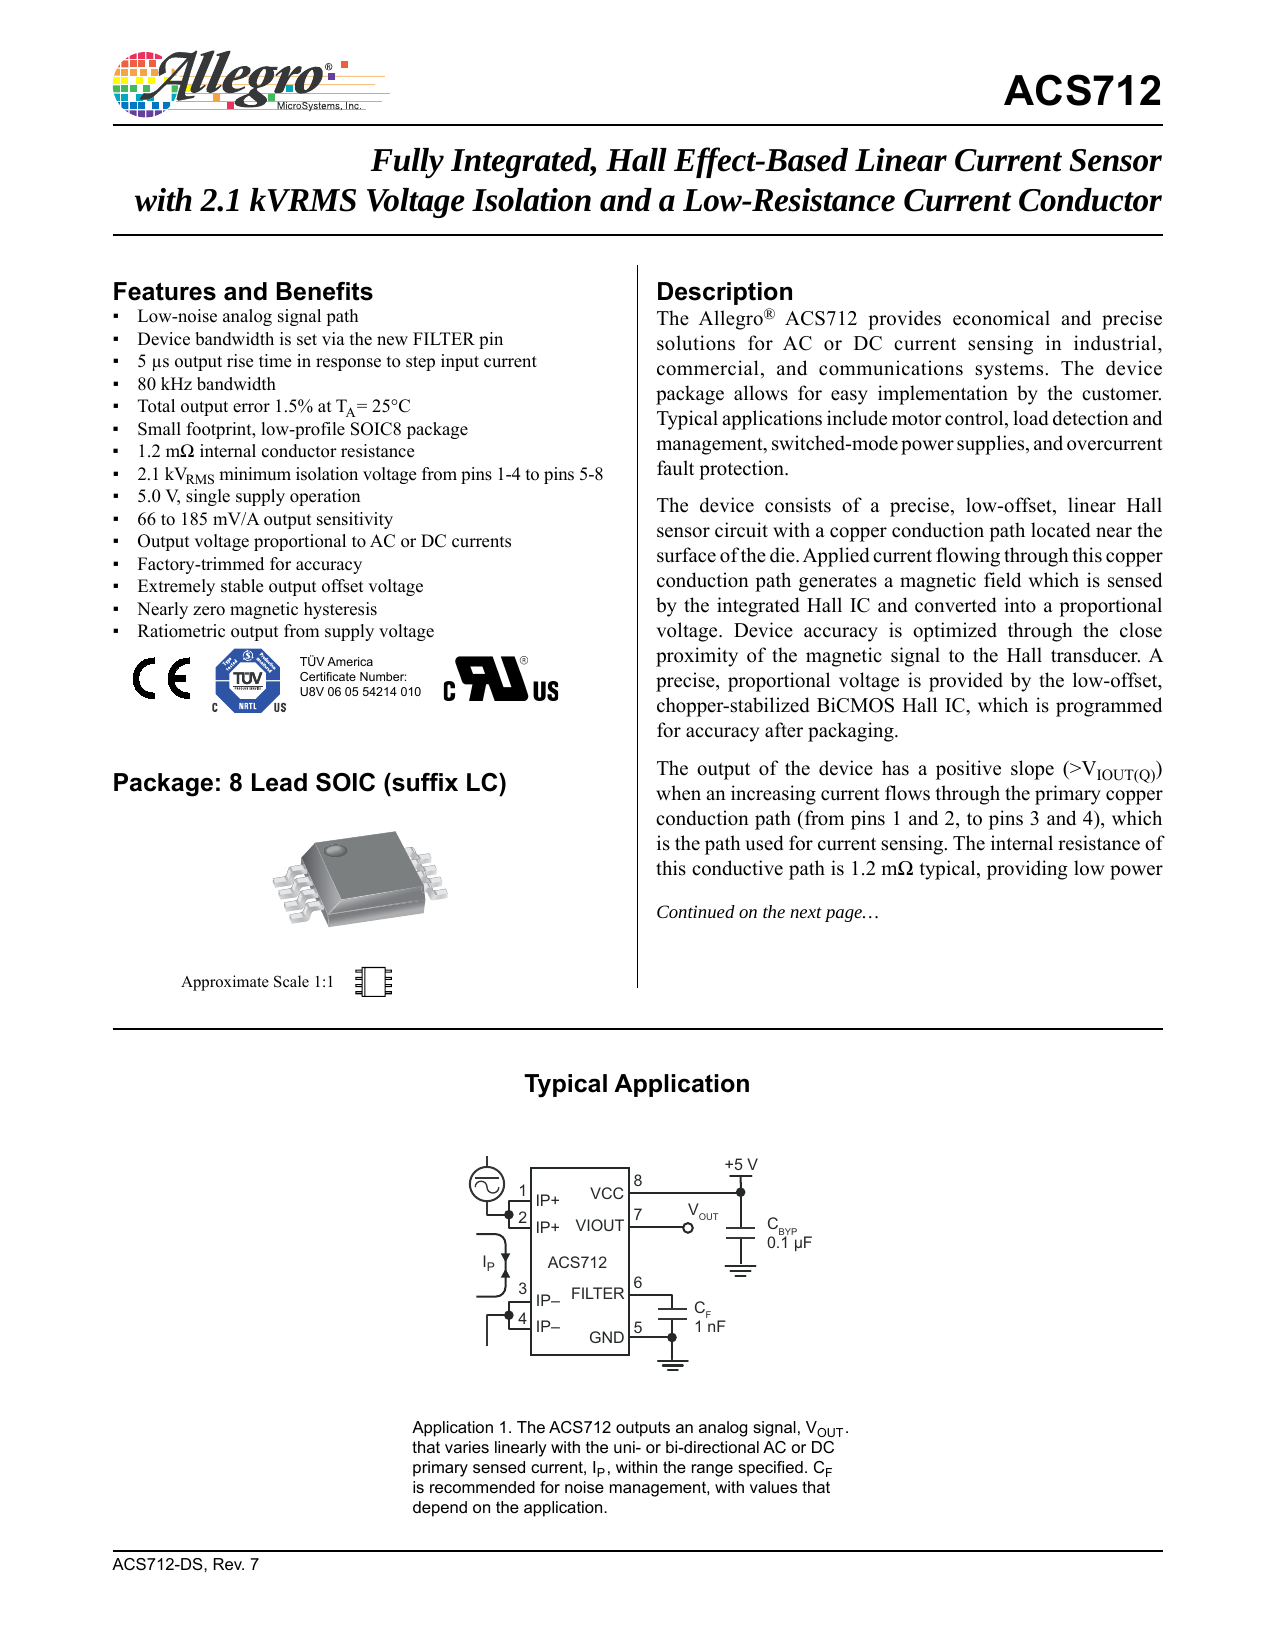 Allegro®
MicroSystems, Inc.
ACS712
Fully Integrated, Hall Effect-Based Linear Current Sensor
with 2.1 kVRMS Voltage Isolation and a Low-Resistance Current Conductor
Features and Benefits
▪ Low-noise analog signal path
▪ Device bandwidth is set via the new FILTER pin
▪ 5 µs output rise time in response to step input current
▪ 80 kHz bandwidth
▪ Total output error 1.5% at TA= 25°C
▪ Small footprint, low-profile SOIC8 package
▪ 1.2 mΩ internal conductor resistance
▪ 2.1 kVRMS minimum isolation voltage from pins 1-4 to pins 5-8
▪ 5.0 V, single supply operation
▪ 66 to 185 mV/A output sensitivity
▪ Output voltage proportional to AC or DC currents
▪ Factory-trimmed for accuracy
▪ Extremely stable output offset voltage
▪ Nearly zero magnetic hysteresis
▪ Ratiometric output from supply voltage
CE
TÜV
NRTL
C US
TÜV America
Certificate Number:
U8V 06 05 54214 010
C RU® US
Package: 8 Lead SOIC (suffix LC)
Approximate Scale 1:1
Description
The Allegro® ACS712 provides economical and precise
solutions for AC or DC current sensing in industrial,
commercial, and communications systems. The device
package allows for easy implementation by the customer.
Typical applications include motor control, load detection and
management, switched-mode power supplies, and overcurrent
fault protection.
The device consists of a precise, low-offset, linear Hall
sensor circuit with a copper conduction path located near the
surface of the die. Applied current flowing through this copper
conduction path generates a magnetic field which is sensed
by the integrated Hall IC and converted into a proportional
voltage. Device accuracy is optimized through the close
proximity of the magnetic signal to the Hall transducer. A
precise, proportional voltage is provided by the low-offset,
chopper-stabilized BiCMOS Hall IC, which is programmed
for accuracy after packaging.
The output of the device has a positive slope (>VIOUT(Q))
when an increasing current flows through the primary copper
conduction path (from pins 1 and 2, to pins 3 and 4), which
is the path used for current sensing. The internal resistance of
this conductive path is 1.2 mΩ typical, providing low power
Continued on the next page…
Typical Application
+5 V
1 IP+ VCC 8
2 IP+ VIOUT 7 VOUT
CBYP
0.1 µF
IP ACS712
3 IP– FILTER 6
CF
1 nF
4 IP– GND 5
Application 1. The ACS712 outputs an analog signal, VOUT.
that varies linearly with the uni- or bi-directional AC or DC
primary sensed current, IP, within the range specified. CF
is recommended for noise management, with values that
depend on the application.
ACS712-DS, Rev. 7